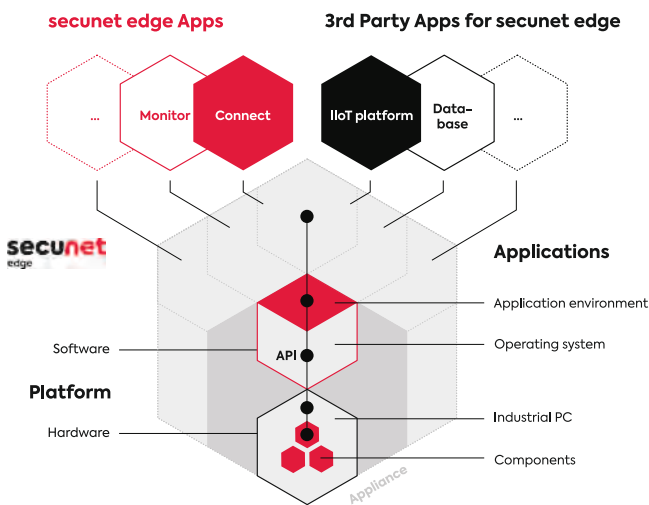 secunet edge Apps
3rd Party Apps for secunet edge
...
Monitor
Connect
IIoT platform
Data-
base
...
secunet
edge
Applications
Application environment
Software
API
Operating system
Platform
Hardware
Industrial PC
Components
Appliance